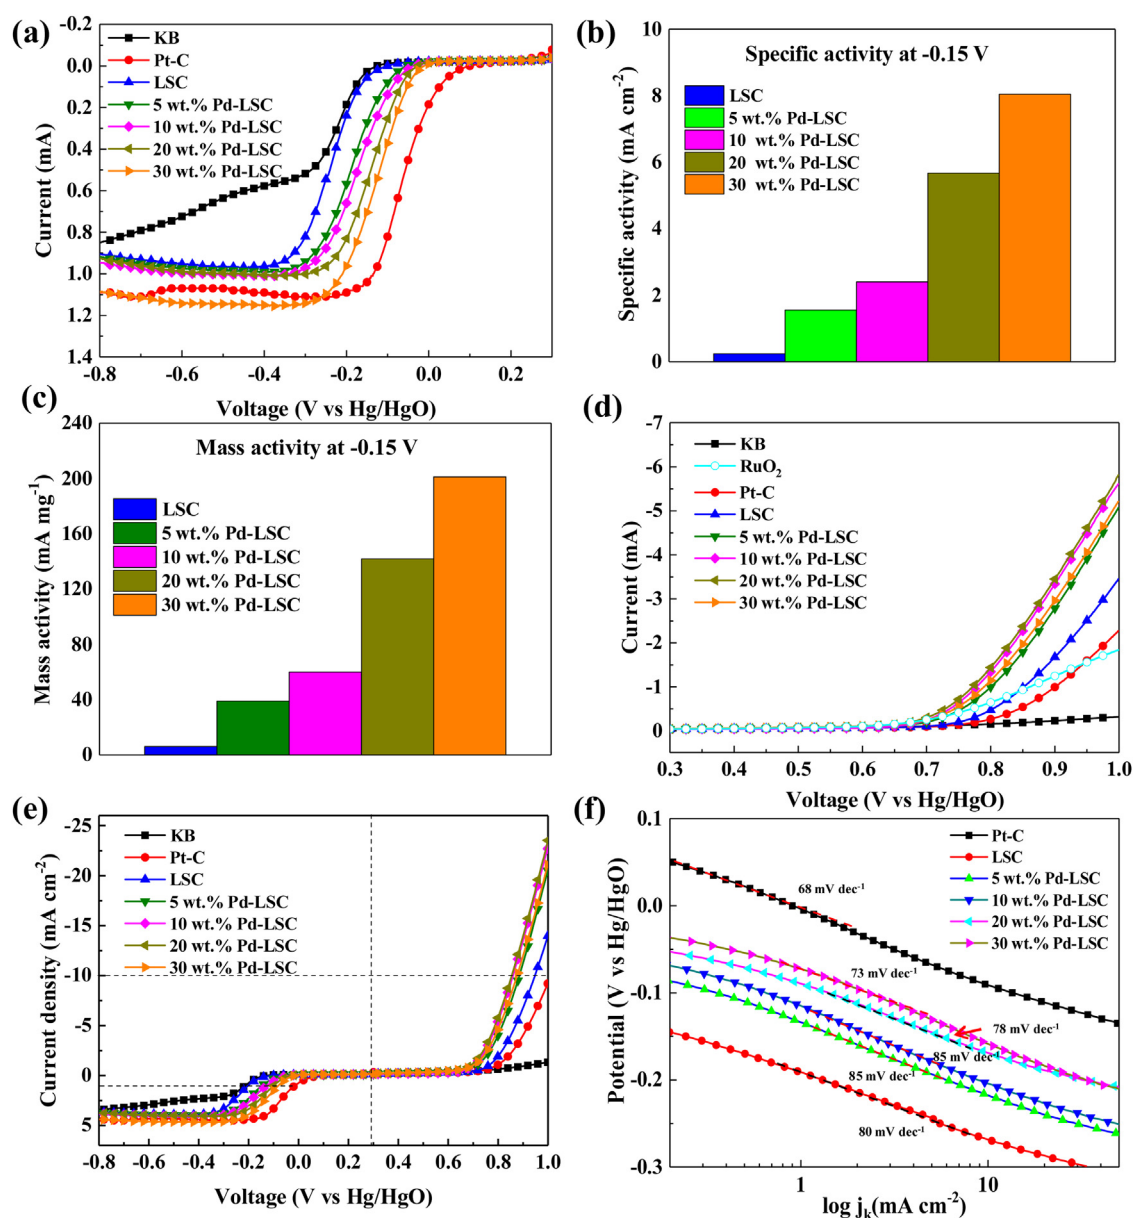 (a)
KB
Pt-C
LSC
5 wt.% Pd-LSC
10 wt.% Pd-LSC
20 wt.% Pd-LSC
30 wt.% Pd-LSC
Current (mA)
-0.2
0.0
0.2
0.4
0.6
0.8
1.0
1.2
1.4
-0.8
-0.6
-0.4
-0.2
0.0
0.2
Voltage (V vs Hg/HgO)
(b)
Specific activity at -0.15 V
LSC
5 wt.% Pd-LSC
10 wt.% Pd-LSC
20 wt.% Pd-LSC
30 wt.% Pd-LSC
Specific activity (mA cm⁻²)
10
8
6
4
2
0
(c)
Mass activity at -0.15 V
LSC
5 wt.% Pd-LSC
10 wt.% Pd-LSC
20 wt.% Pd-LSC
30 wt.% Pd-LSC
Mass activity (mA mg⁻¹)
240
200
160
120
80
40
0
(d)
KB
RuO₂
Pt-C
LSC
5 wt.% Pd-LSC
10 wt.% Pd-LSC
20 wt.% Pd-LSC
30 wt.% Pd-LSC
Current (mA)
-7
-6
-5
-4
-3
-2
-1
0
0.3
0.4
0.5
0.6
0.7
0.8
0.9
1.0
Voltage (V vs Hg/HgO)
(e)
KB
Pt-C
LSC
5 wt.% Pd-LSC
10 wt.% Pd-LSC
20 wt.% Pd-LSC
30 wt.% Pd-LSC
Current density (mA cm⁻²)
-25
-20
-15
-10
-5
0
5
-0.8
-0.6
-0.4
-0.2
0.0
0.2
0.4
0.6
0.8
1.0
Voltage (V vs Hg/HgO)
(f)
Pt-C
LSC
5 wt.% Pd-LSC
10 wt.% Pd-LSC
20 wt.% Pd-LSC
30 wt.% Pd-LSC
68 mV dec⁻¹
73 mV dec⁻¹
78 mV dec⁻¹
85 mV dec⁻¹
85 mV dec⁻¹
80 mV dec⁻¹
Potential (V vs Hg/HgO)
0.1
0.0
-0.1
-0.2
-0.3
1
10
log jₖ(mA cm⁻²)